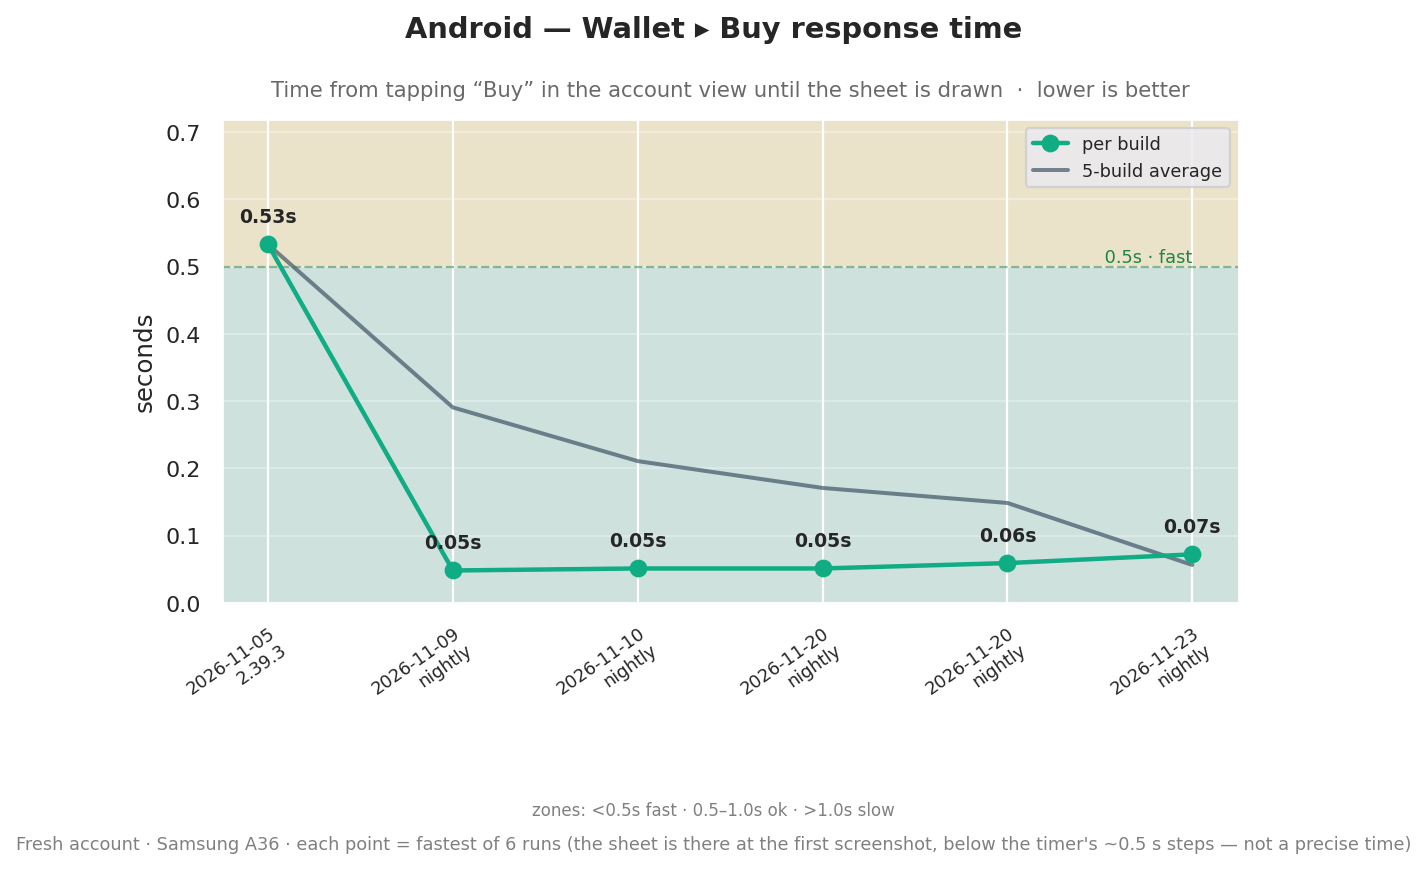 Android — Wallet ▸ Buy response time
Time from tapping “Buy” in the account view until the sheet is drawn · lower is better
per build
5-build average
0.5s · fast
seconds
0.7
0.6
0.5
0.4
0.3
0.2
0.1
0.0
0.53s
0.05s
0.05s
0.05s
0.06s
0.07s
2026-11-05
2.39.3
2026-11-09
nightly
2026-11-10
nightly
2026-11-20
nightly
2026-11-20
nightly
2026-11-23
nightly
zones: <0.5s fast · 0.5–1.0s ok · >1.0s slow
Fresh account · Samsung A36 · each point = fastest of 6 runs (the sheet is there at the first screenshot, below the timer's ~0.5 s steps — not a precise time)